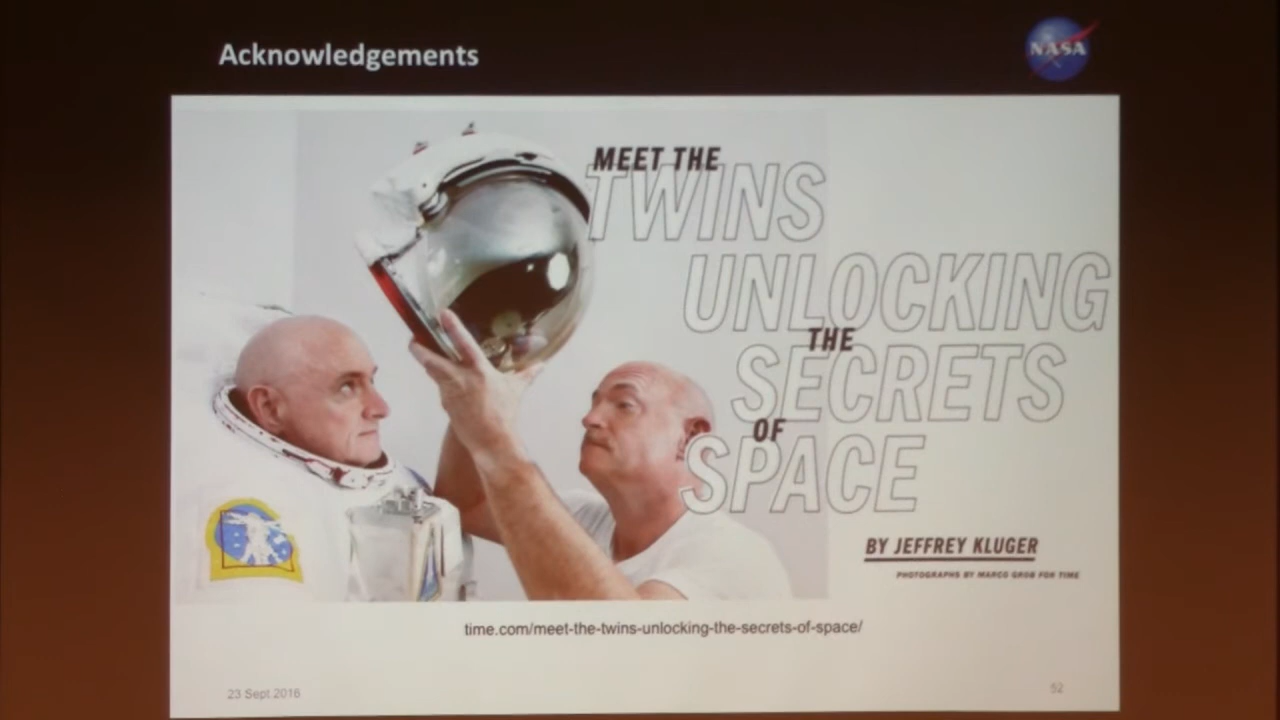 Acknowledgements
NASA
MEET THE
TWINS
UNLOCKING
THE
SECRETS
OF
SPACE
BY JEFFREY KLUGER
PHOTOGRAPHS BY MARCO GROB FOR TIME
time.com/meet-the-twins-unlocking-the-secrets-of-space/
23 Sept 2016
52